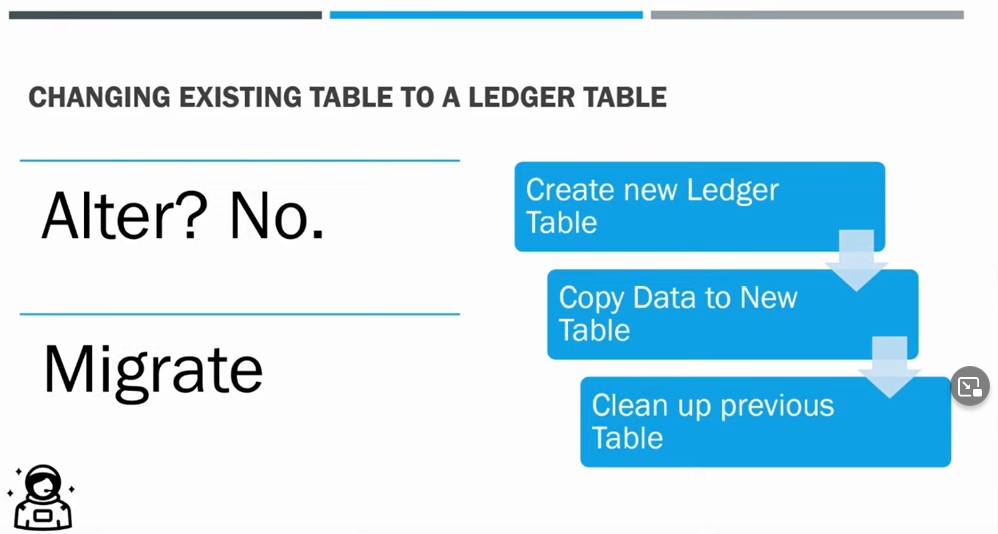 CHANGING EXISTING TABLE TO A LEDGER TABLE
Alter? No.
Migrate
Create new Ledger
Table
Copy Data to New
Table
Clean up previous
Table